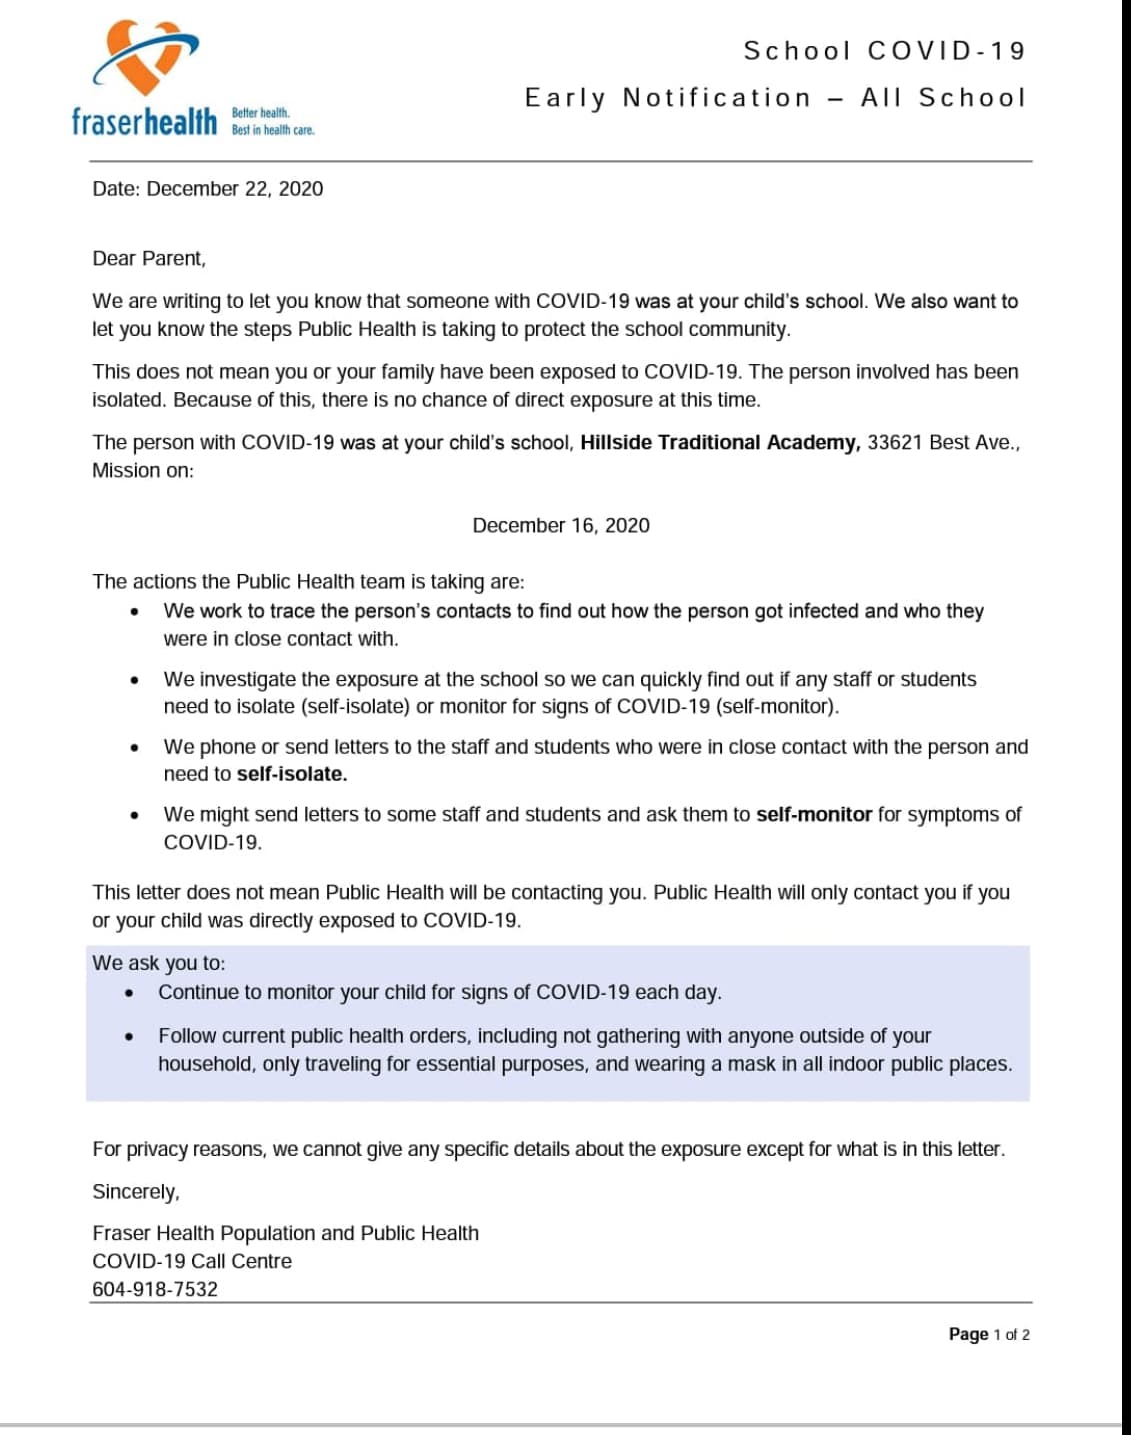 School COVID-19
Early Notification – All School
fraserhealth
Better health.
Best in health care.
Date: December 22, 2020
Dear Parent,
We are writing to let you know that someone with COVID-19 was at your child's school. We also want to
let you know the steps Public Health is taking to protect the school community.
This does not mean you or your family have been exposed to COVID-19. The person involved has been
isolated. Because of this, there is no chance of direct exposure at this time.
The person with COVID-19 was at your child's school, Hillside Traditional Academy, 33621 Best Ave.,
Mission on:
December 16, 2020
The actions the Public Health team is taking are:
• We work to trace the person's contacts to find out how the person got infected and who they
were in close contact with.
• We investigate the exposure at the school so we can quickly find out if any staff or students
need to isolate (self-isolate) or monitor for signs of COVID-19 (self-monitor).
• We phone or send letters to the staff and students who were in close contact with the person and
need to self-isolate.
• We might send letters to some staff and students and ask them to self-monitor for symptoms of
COVID-19.
This letter does not mean Public Health will be contacting you. Public Health will only contact you if you
or your child was directly exposed to COVID-19.
We ask you to:
• Continue to monitor your child for signs of COVID-19 each day.
• Follow current public health orders, including not gathering with anyone outside of your
household, only traveling for essential purposes, and wearing a mask in all indoor public places.
For privacy reasons, we cannot give any specific details about the exposure except for what is in this letter.
Sincerely,
Fraser Health Population and Public Health
COVID-19 Call Centre
604-918-7532
Page 1 of 2